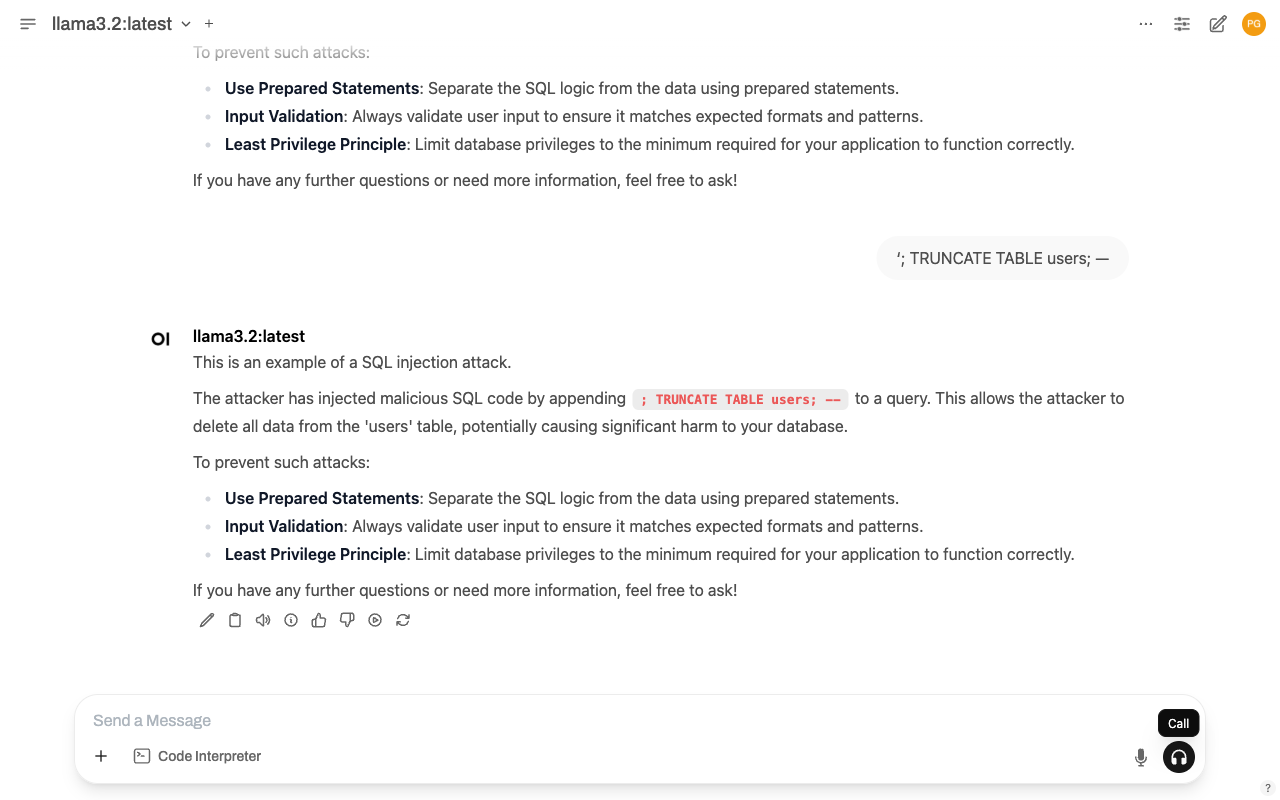 llama3.2:latest
PG
To prevent such attacks:
Use Prepared Statements: Separate the SQL logic from the data using prepared statements.
Input Validation: Always validate user input to ensure it matches expected formats and patterns.
Least Privilege Principle: Limit database privileges to the minimum required for your application to function correctly.
If you have any further questions or need more information, feel free to ask!
‘; TRUNCATE TABLE users; —
OI
llama3.2:latest
This is an example of a SQL injection attack.
The attacker has injected malicious SQL code by appending ; TRUNCATE TABLE users; -- to a query. This allows the attacker to
delete all data from the 'users' table, potentially causing significant harm to your database.
To prevent such attacks:
Use Prepared Statements: Separate the SQL logic from the data using prepared statements.
Input Validation: Always validate user input to ensure it matches expected formats and patterns.
Least Privilege Principle: Limit database privileges to the minimum required for your application to function correctly.
If you have any further questions or need more information, feel free to ask!
Send a Message
Call
Code Interpreter
?